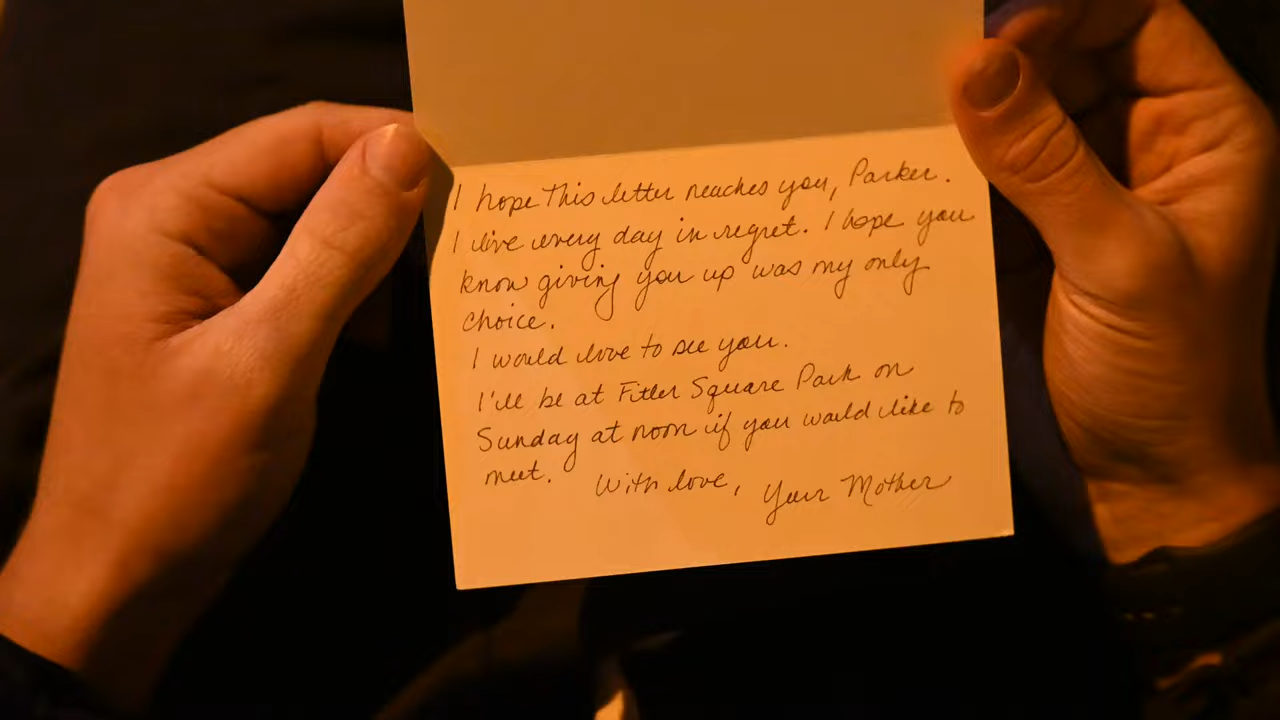 I hope this letter reaches you, Parker.
I live every day in regret. I hope you
know giving you up was my only
choice.
I would love to see you.
I'll be at Fitler Square Park on
Sunday at noon if you would like to
meet. With love, Your Mother